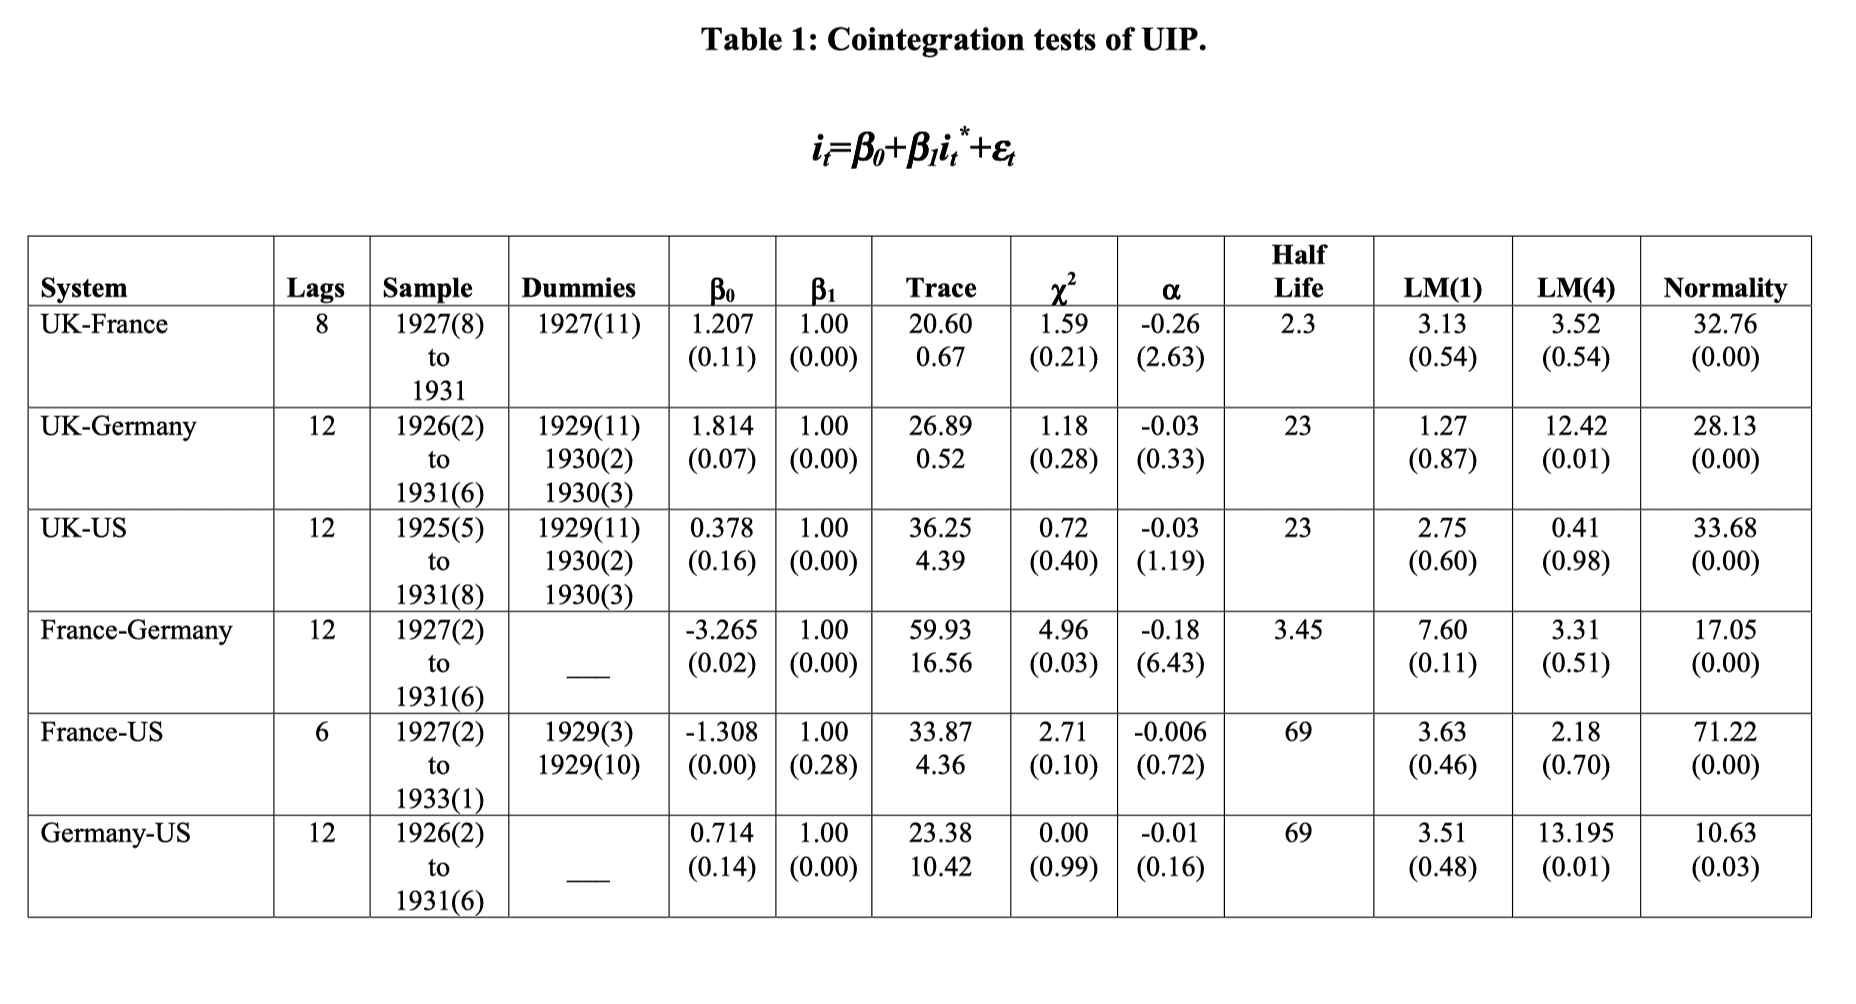 Table 1: Cointegration tests of UIP.
iₜ=β₀+β₁iₜ*+εₜ
Half
System Lags Sample Dummies β₀ β₁ Trace χ² α Life LM(1) LM(4) Normality
UK-France 8 1927(8) 1927(11) 1.207 1.00 20.60 1.59 -0.26 2.3 3.13 3.52 32.76
to (0.11) (0.00) 0.67 (0.21) (2.63) (0.54) (0.54) (0.00)
1931
UK-Germany 12 1926(2) 1929(11) 1.814 1.00 26.89 1.18 -0.03 23 1.27 12.42 28.13
to 1930(2) (0.07) (0.00) 0.52 (0.28) (0.33) (0.87) (0.01) (0.00)
1931(6) 1930(3)
UK-US 12 1925(5) 1929(11) 0.378 1.00 36.25 0.72 -0.03 23 2.75 0.41 33.68
to 1930(2) (0.16) (0.00) 4.39 (0.40) (1.19) (0.60) (0.98) (0.00)
1931(8) 1930(3)
France-Germany 12 1927(2) -3.265 1.00 59.93 4.96 -0.18 3.45 7.60 3.31 17.05
to ___ (0.02) (0.00) 16.56 (0.03) (6.43) (0.11) (0.51) (0.00)
1931(6)
France-US 6 1927(2) 1929(3) -1.308 1.00 33.87 2.71 -0.006 69 3.63 2.18 71.22
to 1929(10) (0.00) (0.28) 4.36 (0.10) (0.72) (0.46) (0.70) (0.00)
1933(1)
Germany-US 12 1926(2) 0.714 1.00 23.38 0.00 -0.01 69 3.51 13.195 10.63
to ___ (0.14) (0.00) 10.42 (0.99) (0.16) (0.48) (0.01) (0.03)
1931(6)